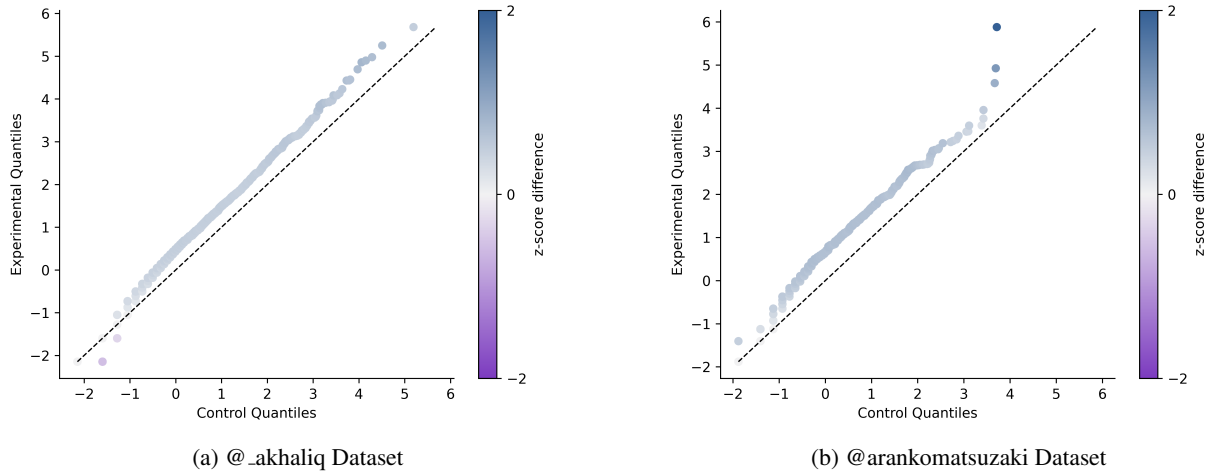 6
5
4
3
2
1
0
−1
−2
Experimental Quantiles
−2 −1 0 1 2 3 4 5 6
Control Quantiles
2
0
−2
z-score difference
(a) @_akhaliq Dataset
6
5
4
3
2
1
0
−1
−2
Experimental Quantiles
−2 −1 0 1 2 3 4 5 6
Control Quantiles
2
0
−2
z-score difference
(b) @arankomatsuzaki Dataset